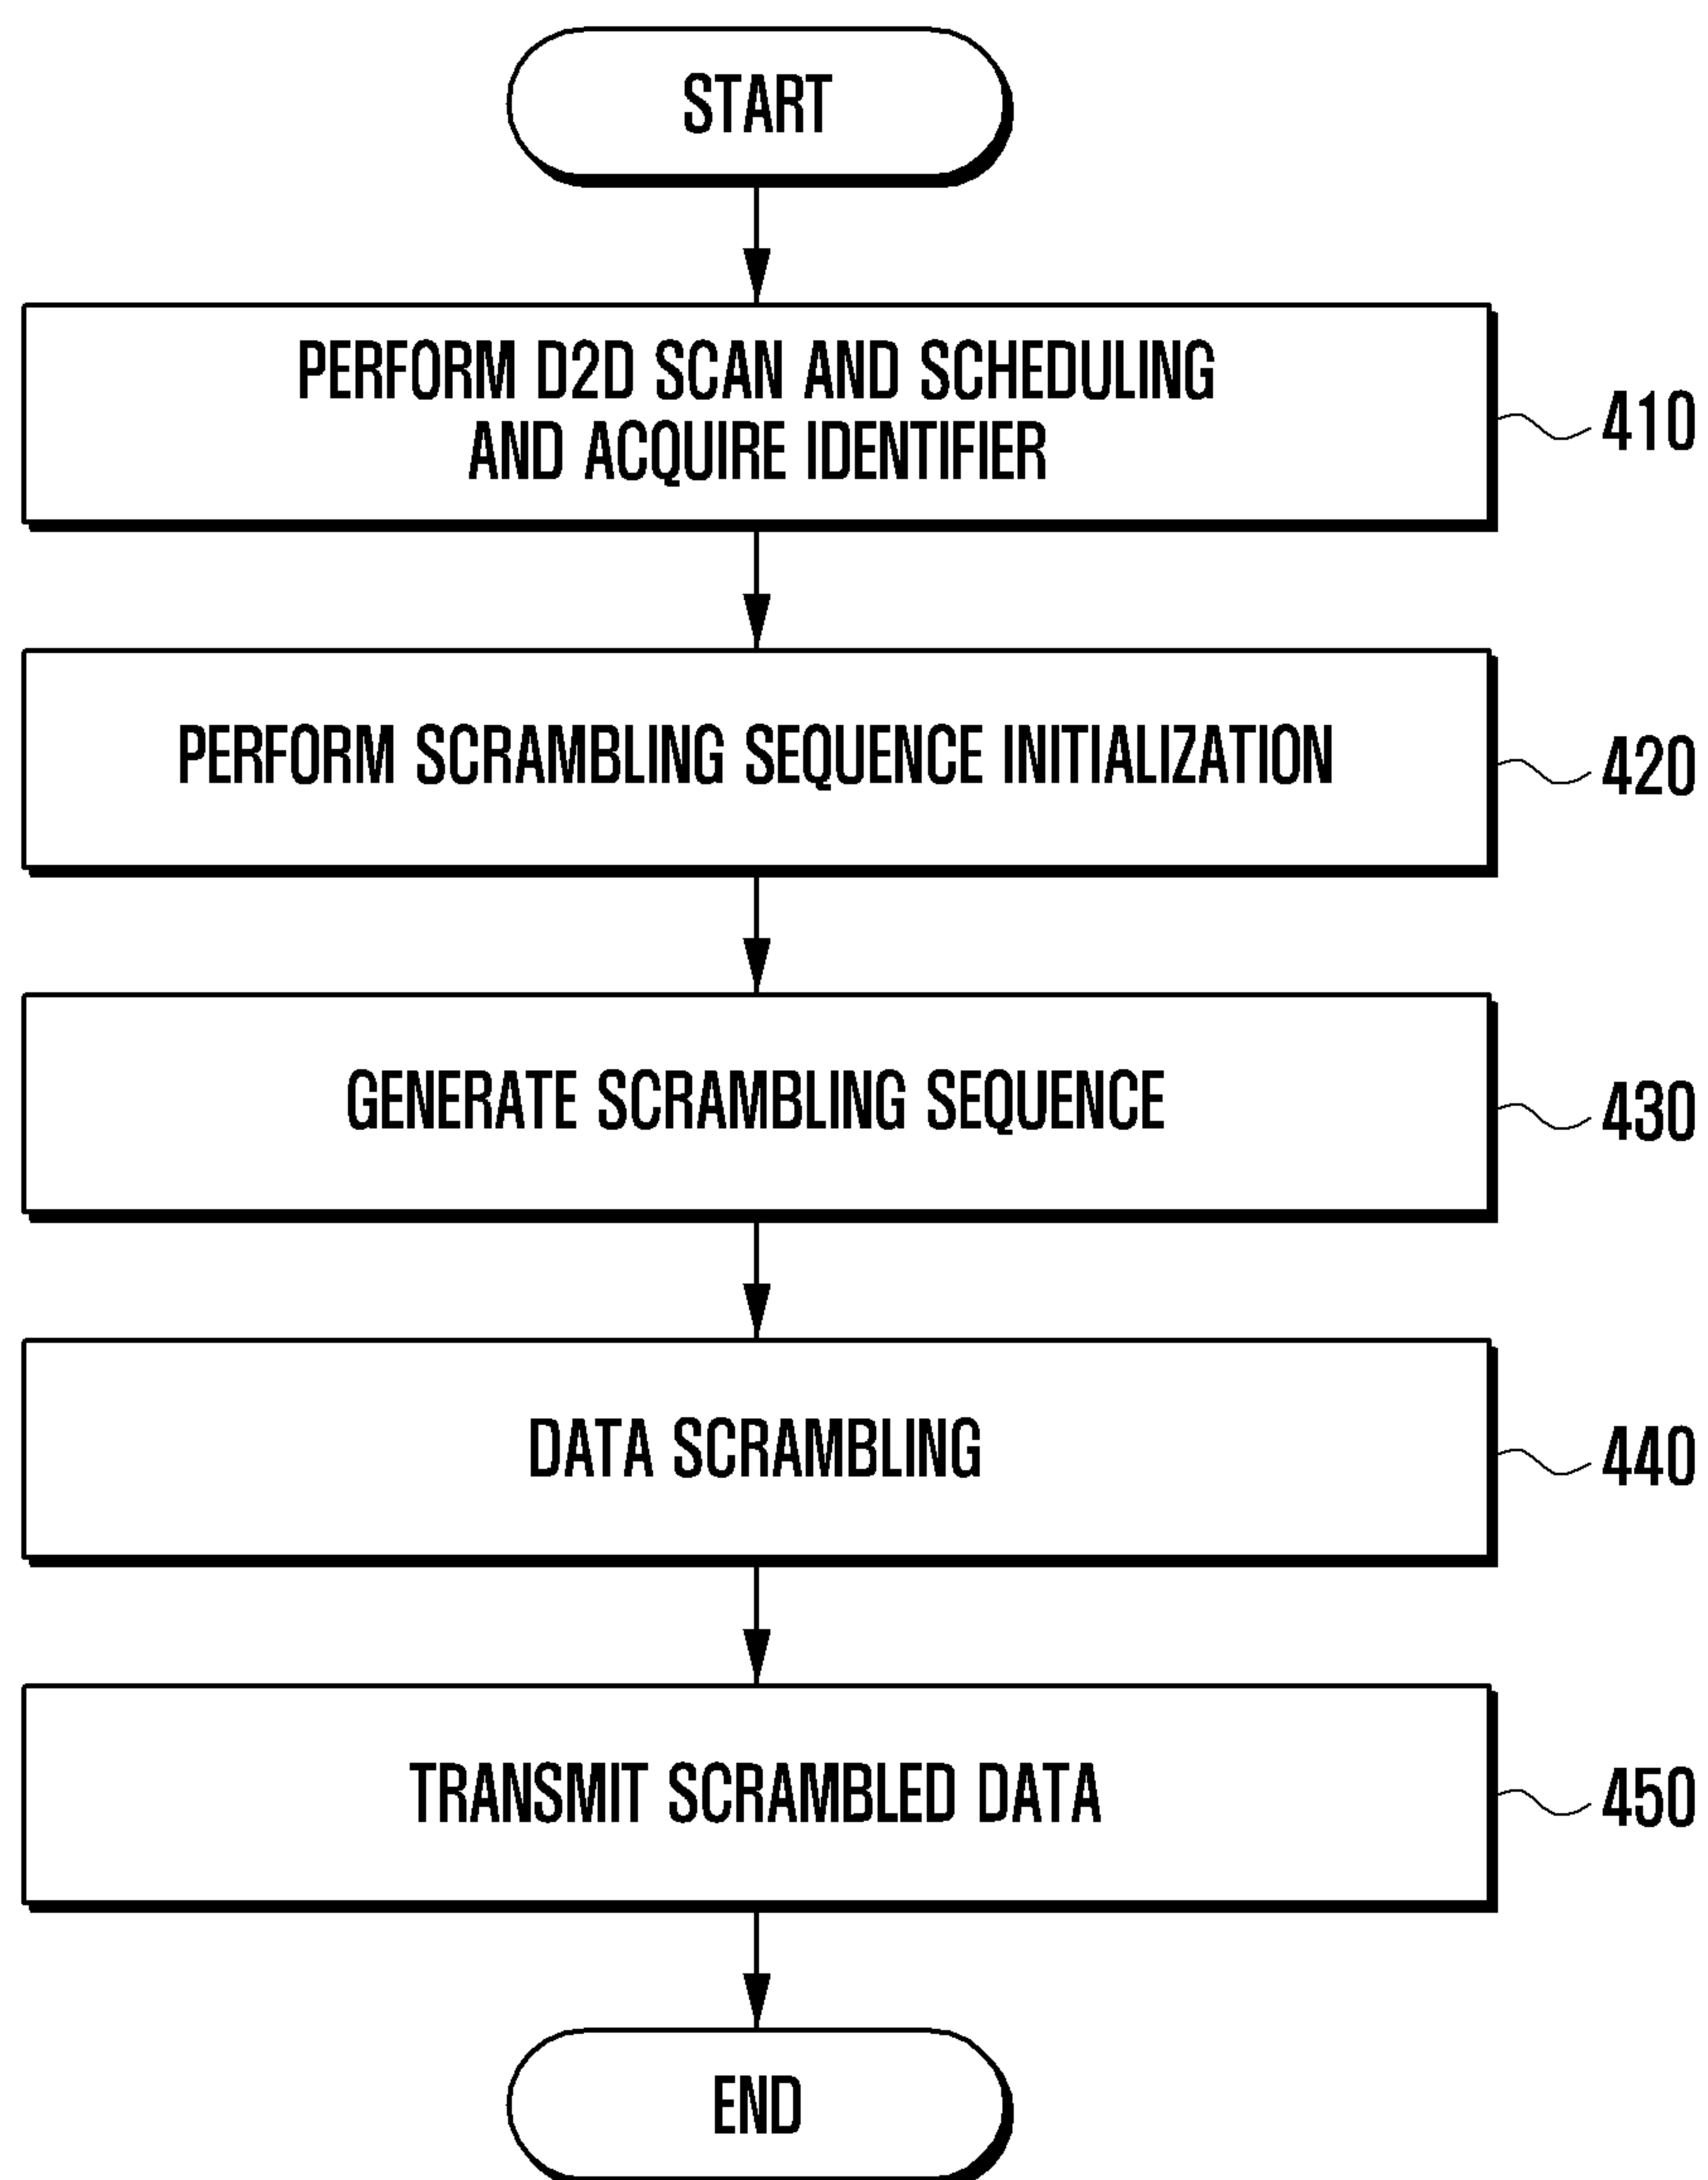 START
PERFORM D2D SCAN AND SCHEDULING
AND ACQUIRE IDENTIFIER
410
PERFORM SCRAMBLING SEQUENCE INITIALIZATION
420
GENERATE SCRAMBLING SEQUENCE
430
DATA SCRAMBLING
440
TRANSMIT SCRAMBLED DATA
450
END